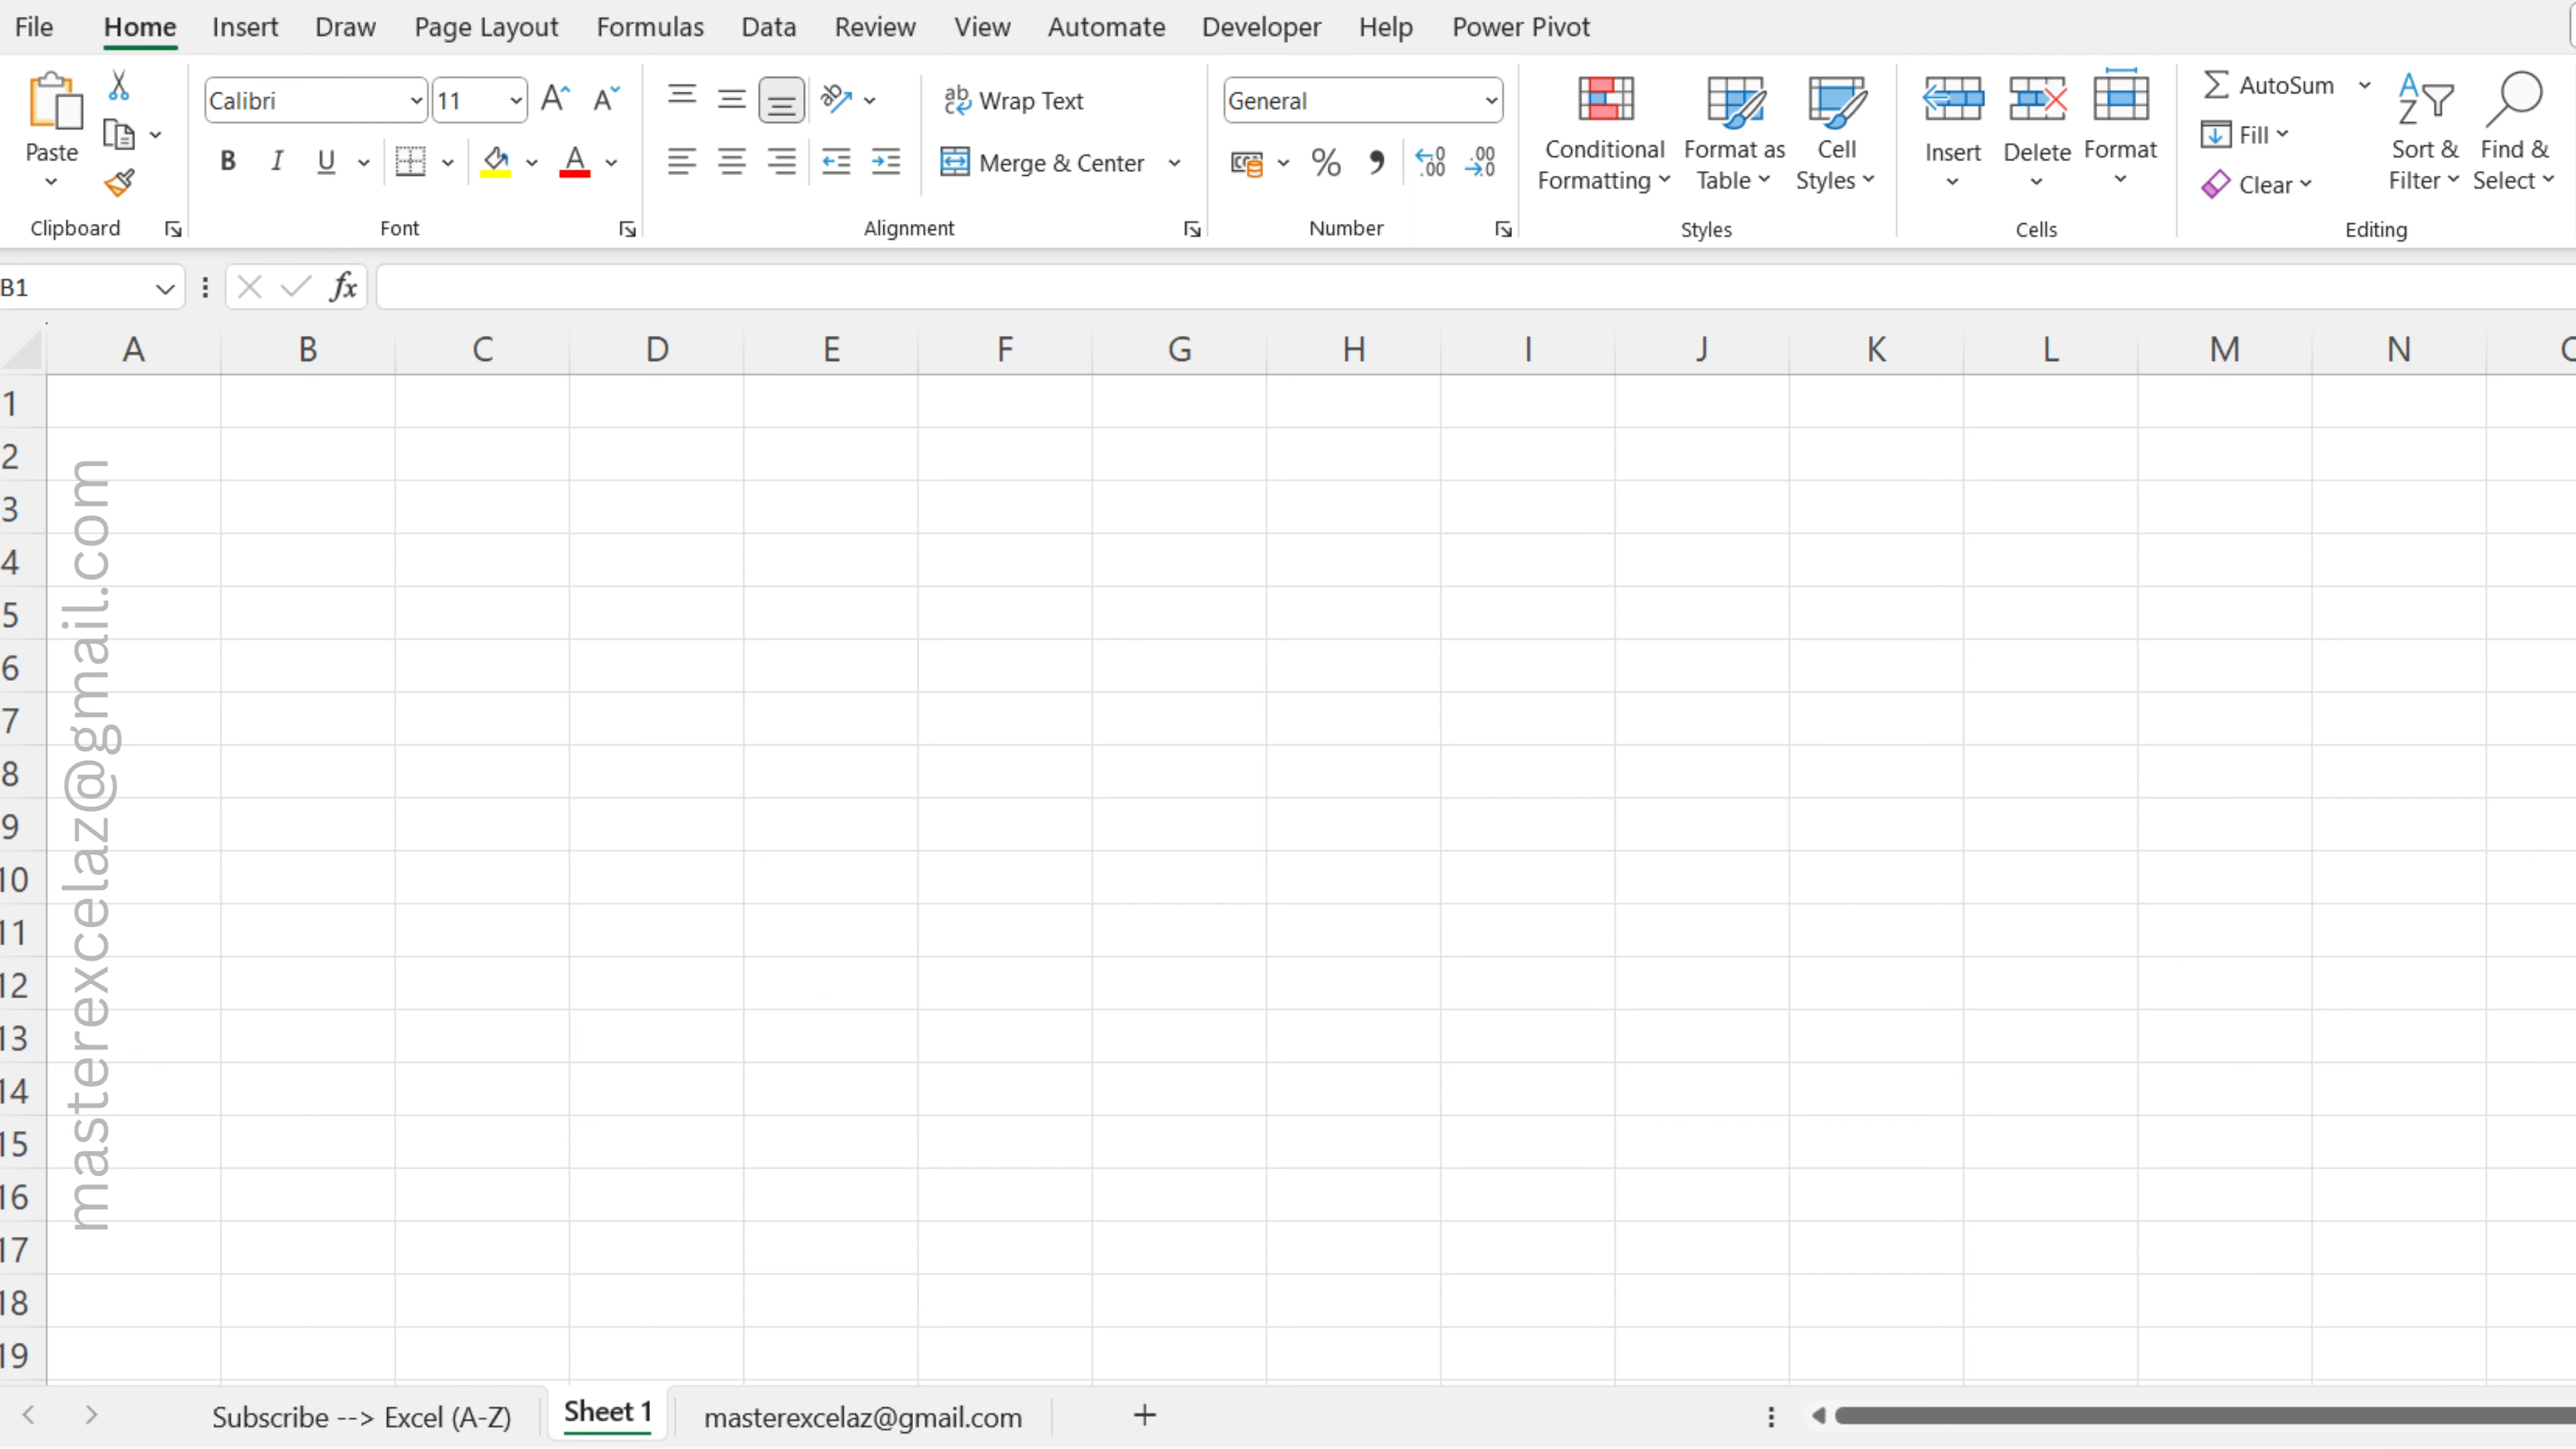 File Home Insert Draw Page Layout Formulas Data Review View Automate Developer Help Power Pivot
Paste
Clipboard
Calibri 11
B I U
Font
Wrap Text
Merge & Center
Alignment
General
Number
Conditional Formatting
Format as Table
Cell Styles
Styles
Insert Delete Format
Cells
AutoSum
Fill
Clear
Sort & Filter
Find & Select
Editing
B1
fx
A B C D E F G H I J K L M N
1
2
3
4
5
6
7
8
9
10
11
12
13
14
15
16
17
18
19
masterexcelaz@gmail.com
Subscribe --> Excel (A-Z) Sheet 1 masterexcelaz@gmail.com +